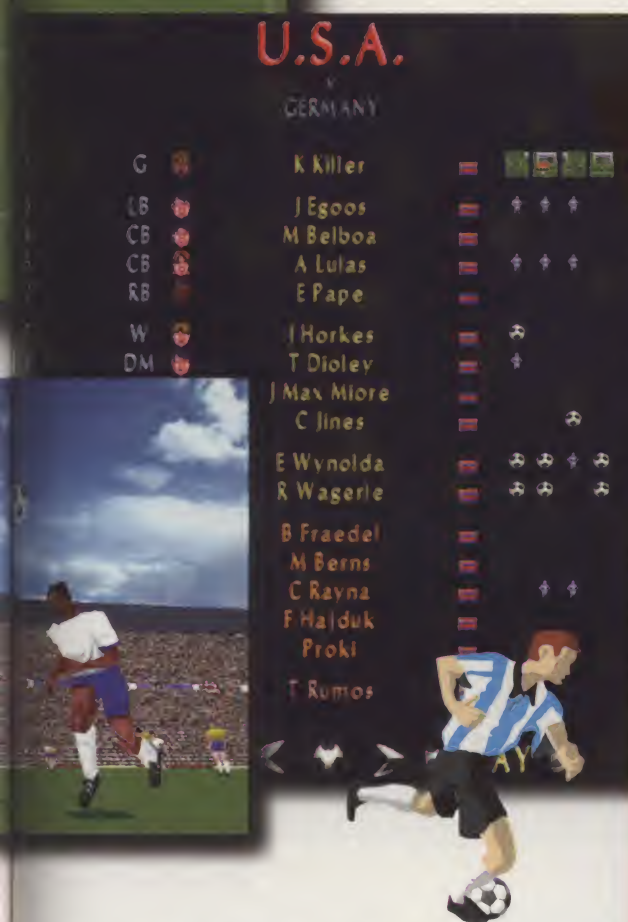 U.S.A.
v
GERMANY
G K Killer
LB J Egoos
CB M Belboa
CB A Lulas
RB E Pape
W I Horkes
DM T Dioley
J Max Miore
C Jines
E Wynolda
R Wagerle
B Fraedel
M Berns
C Rayna
F Hajduk
Proki
T Rumos